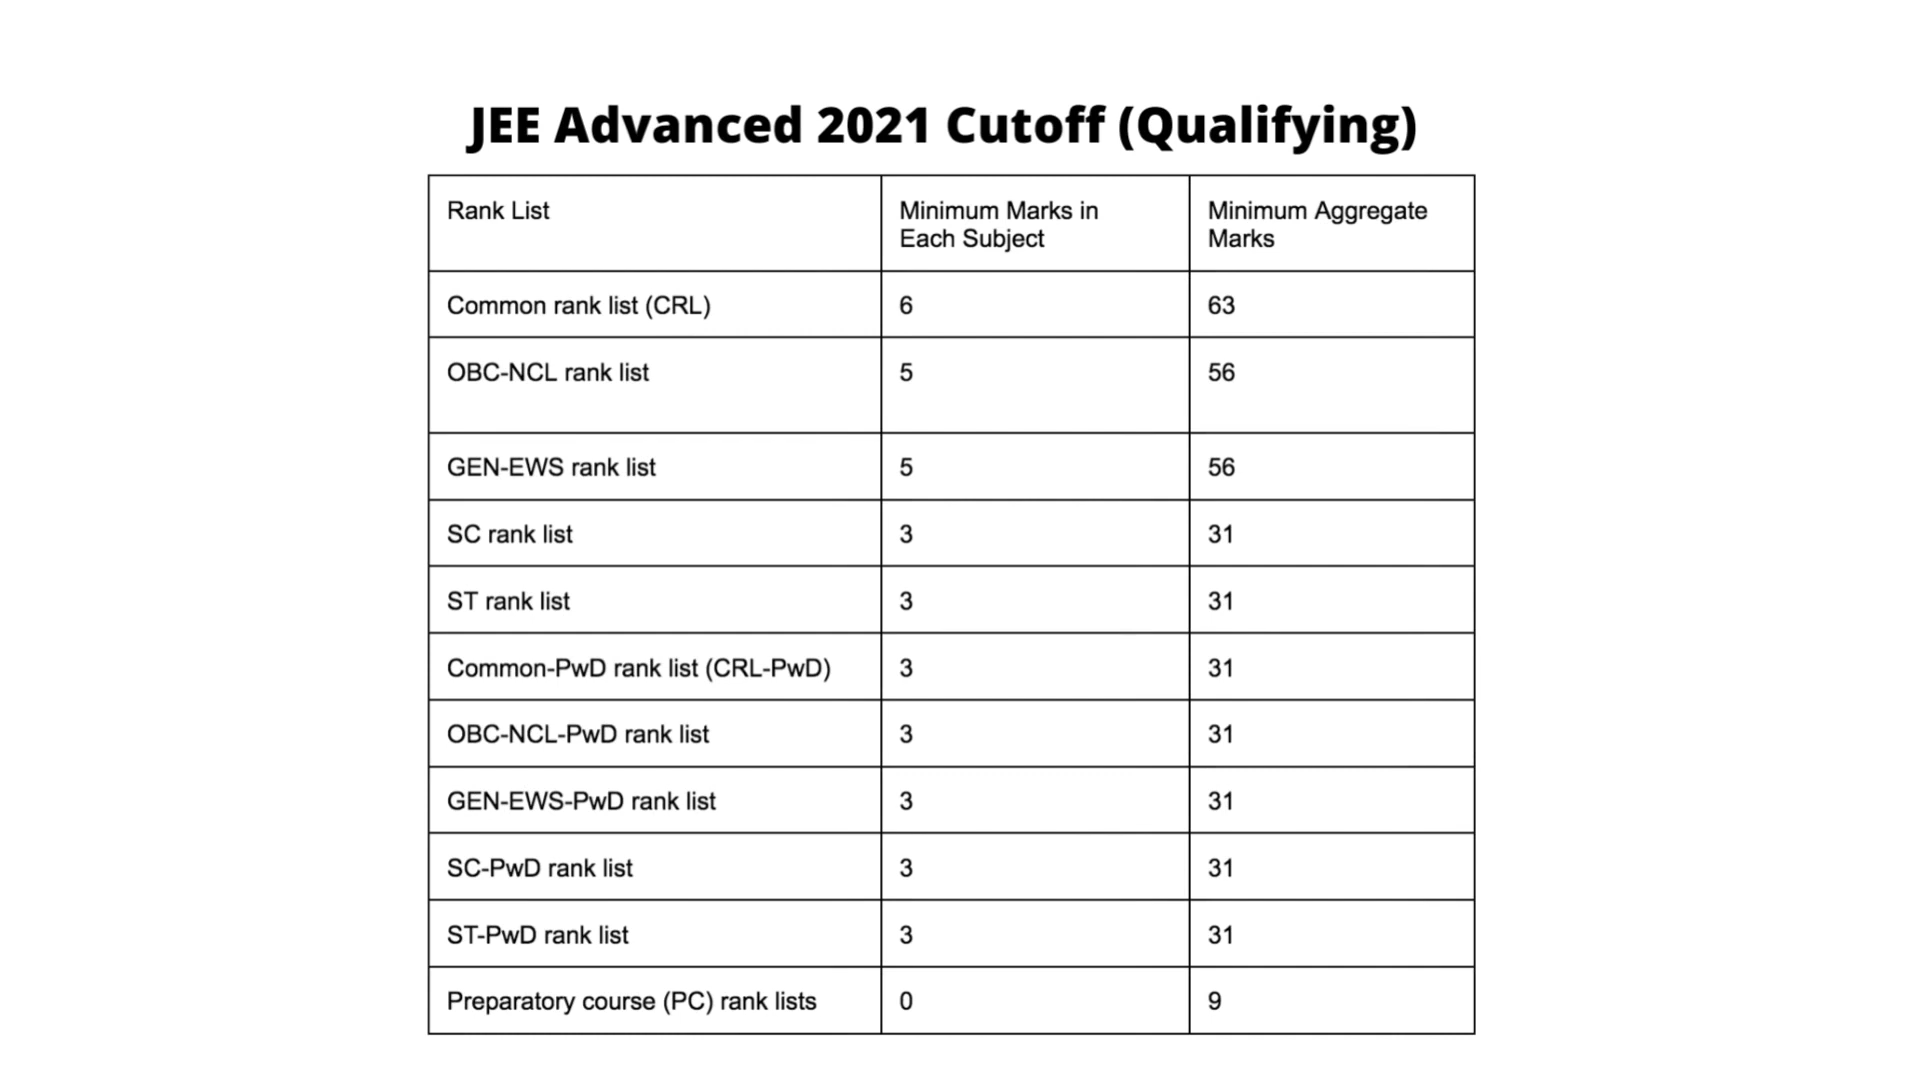 JEE Advanced 2021 Cutoff (Qualifying)
Rank List
Minimum Marks in
Each Subject
Minimum Aggregate
Marks
Common rank list (CRL)
6
63
OBC-NCL rank list
5
56
GEN-EWS rank list
5
56
SC rank list
3
31
ST rank list
3
31
Common-PwD rank list (CRL-PwD)
3
31
OBC-NCL-PwD rank list
3
31
GEN-EWS-PwD rank list
3
31
SC-PwD rank list
3
31
ST-PwD rank list
3
31
Preparatory course (PC) rank lists
0
9